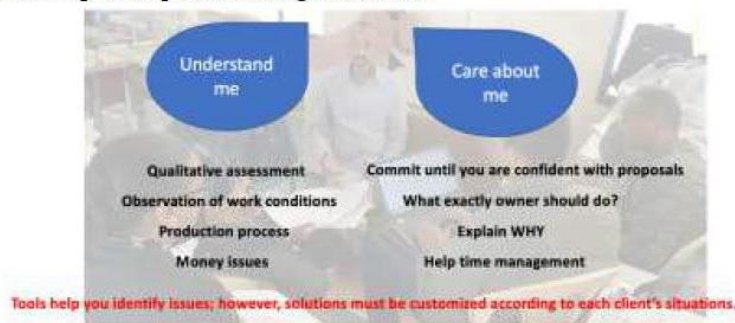 Understand
me
Care about
me
Qualitative assessment
Observation of work conditions
Production process
Money issues
Commit until you are confident with proposals
What exactly owner should do?
Explain WHY
Help time management
Tools help you identify issues; however, solutions must be customized according to each client's situations.